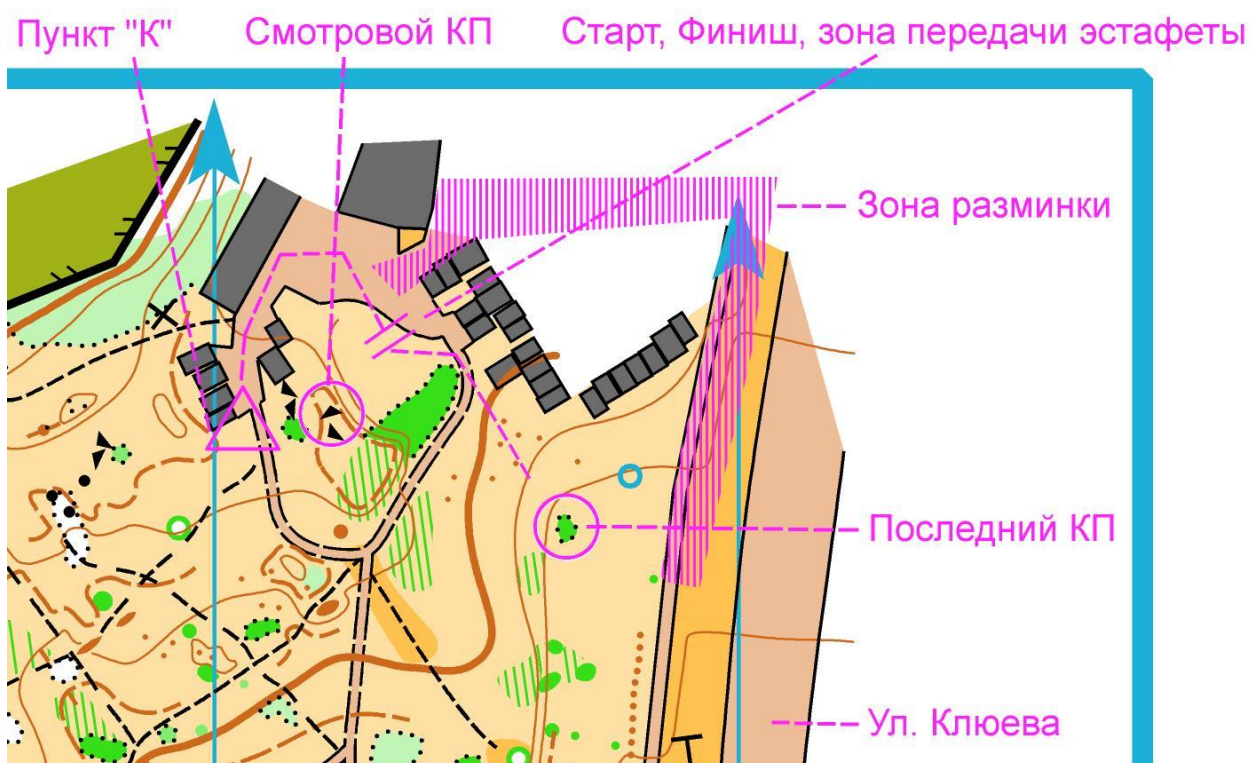 Пункт "К"
Смотровой КП
Старт, Финиш, зона передачи эстафеты
Зона разминки
Последний КП
Ул. Клюева